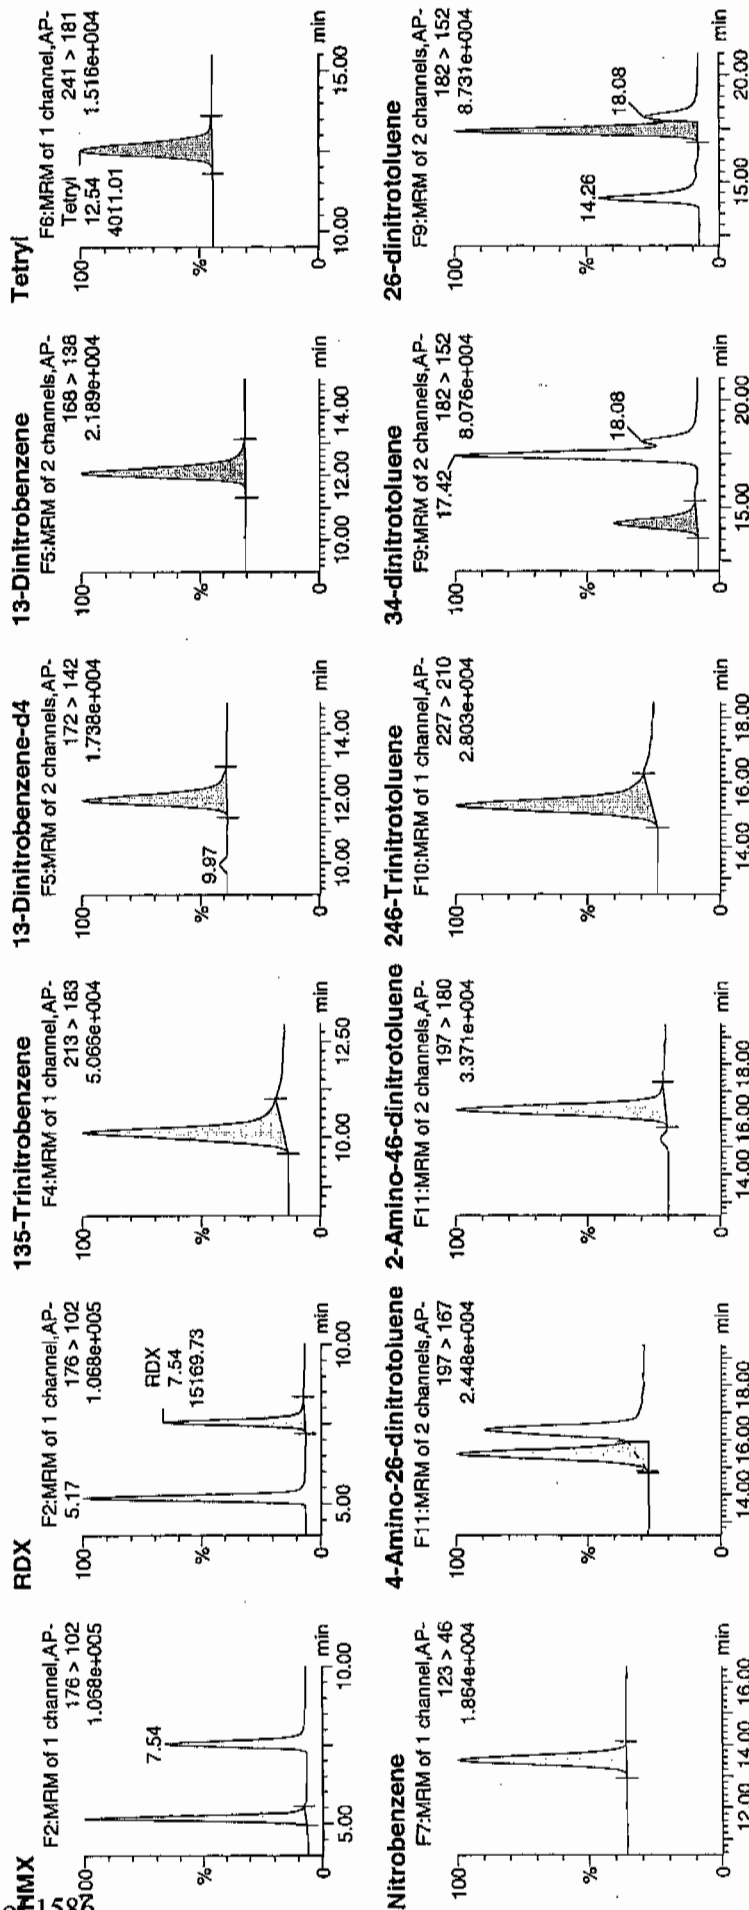 HMX
F2:MRM of 1 channel,AP-
176 > 102
1.068e+005
100
7.54
%
0
5.00 10.00 min
RDX
F2:MRM of 1 channel,AP-
5.17 176 > 102
1.068e+005
100
RDX
7.54
15169.73
%
0
5.00 10.00 min
135-Trinitrobenzene
F4:MRM of 1 channel,AP-
213 > 183
5.066e+004
100
%
0
10.00 12.50 min
13-Dinitrobenzene-d4
F5:MRM of 2 channels,AP-
172 > 142
1.738e+004
100
%
9.97
0
10.00 12.00 14.00 min
13-Dinitrobenzene
F5:MRM of 2 channels,AP-
168 > 138
2.189e+004
100
%
0
10.00 12.00 14.00 min
Tetryl
F6:MRM of 1 channel,AP-
Tetryl 241 > 181
12.54 1.516e+004
4011.01
100
%
0
10.00 15.00 min
Nitrobenzene
F7:MRM of 1 channel,AP-
123 > 46
1.864e+004
100
%
0
12.00 14.00 16.00 min
4-Amino-26-dinitrotoluene
F11:MRM of 2 channels,AP-
197 > 167
2.448e+004
100
%
0
14.00 16.00 18.00 min
2-Amino-46-dinitrotoluene
F11:MRM of 2 channels,AP-
197 > 180
3.371e+004
100
%
0
14.00 16.00 18.00 min
246-Trinitrotoluene
F10:MRM of 1 channel,AP-
227 > 210
2.803e+004
100
%
0
14.00 16.00 18.00 min
34-dinitrotoluene
F9:MRM of 2 channels,AP-
17.42 182 > 152
8.076e+004
100
18.08
%
0
15.00 20.00 min
26-dinitrotoluene
F9:MRM of 2 channels,AP-
182 > 152
8.731e+004
100
14.26 18.08
%
0
15.00 20.00 min
1586